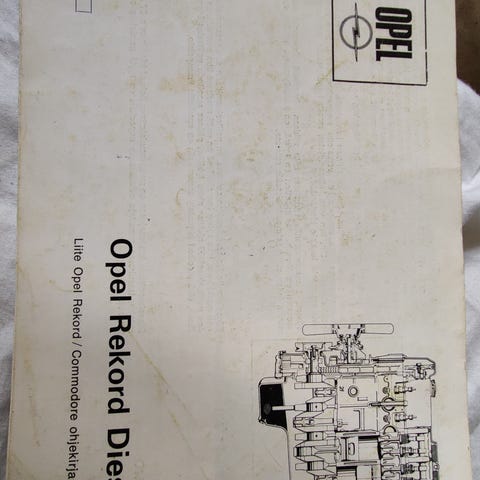 OPEL
Opel Rekord Dies
Liite Opel Rekord / Commodore ohjekirja